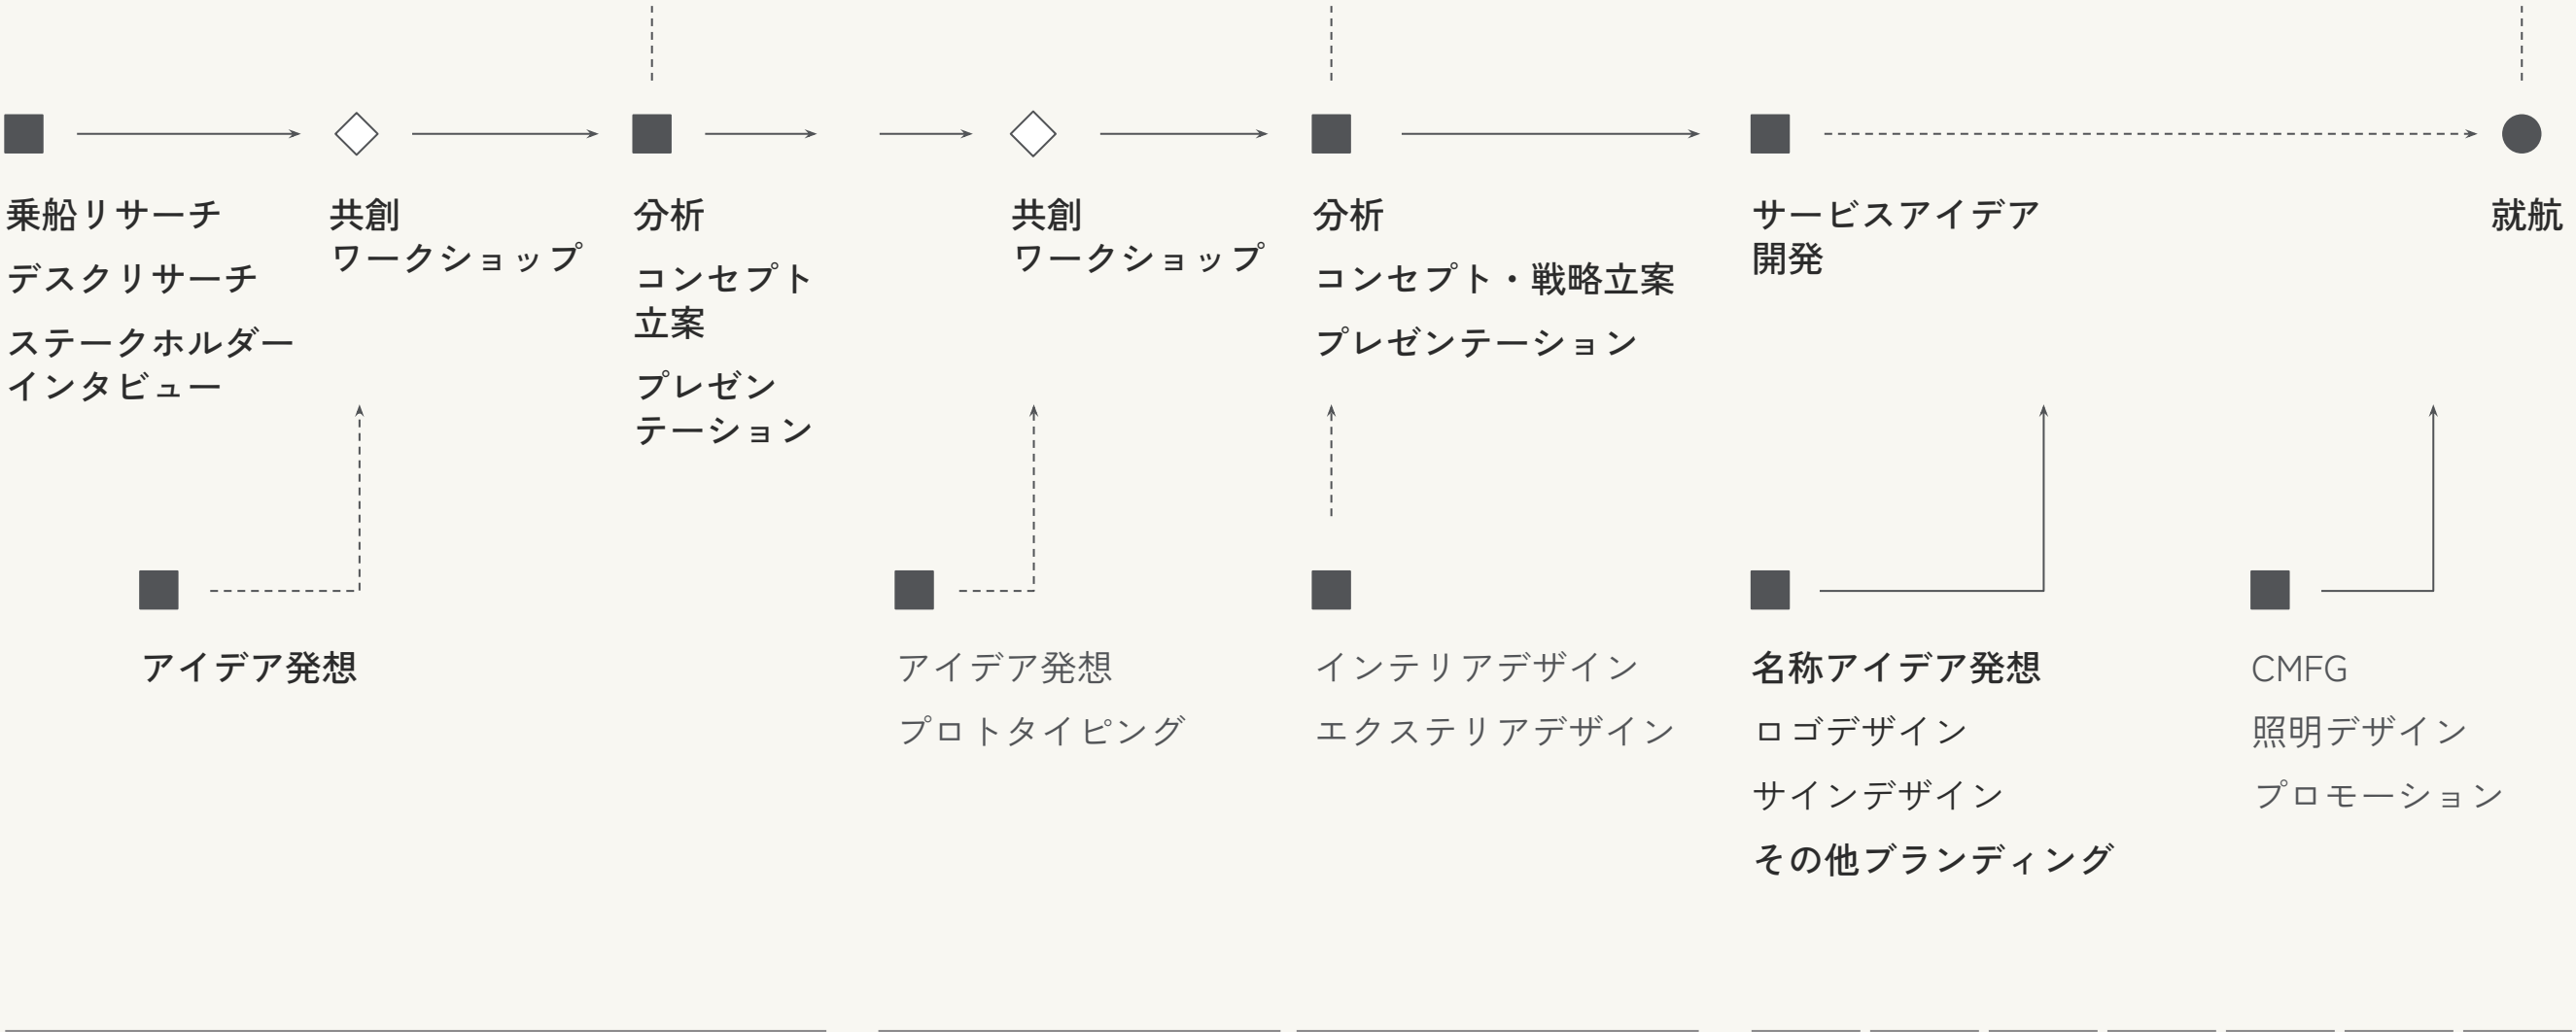 乗船リサーチ
デスクリサーチ
ステークホルダー
インタビュー
共創
ワークショップ
分析
コンセプト
立案
プレゼン
テーション
共創
ワークショップ
分析
コンセプト・戦略立案
プレゼンテーション
サービスアイデア
開発
就航
アイデア発想
アイデア発想
プロトタイピング
インテリアデザイン
エクステリアデザイン
名称アイデア発想
ロゴデザイン
サインデザイン
その他ブランディング
CMFG
照明デザイン
プロモーション